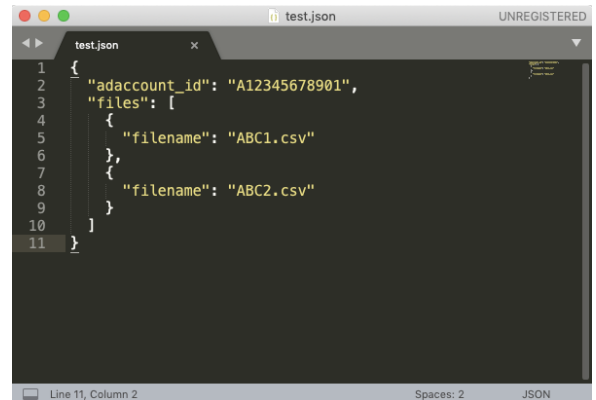 test.json
UNREGISTERED
test.json ×
1 {
2   "adaccount_id": "A12345678901",
3   "files": [
4     {
5       "filename": "ABC1.csv"
6     },
7     {
8       "filename": "ABC2.csv"
9     }
10   ]
11 }
Line 11, Column 2
Spaces: 2
JSON